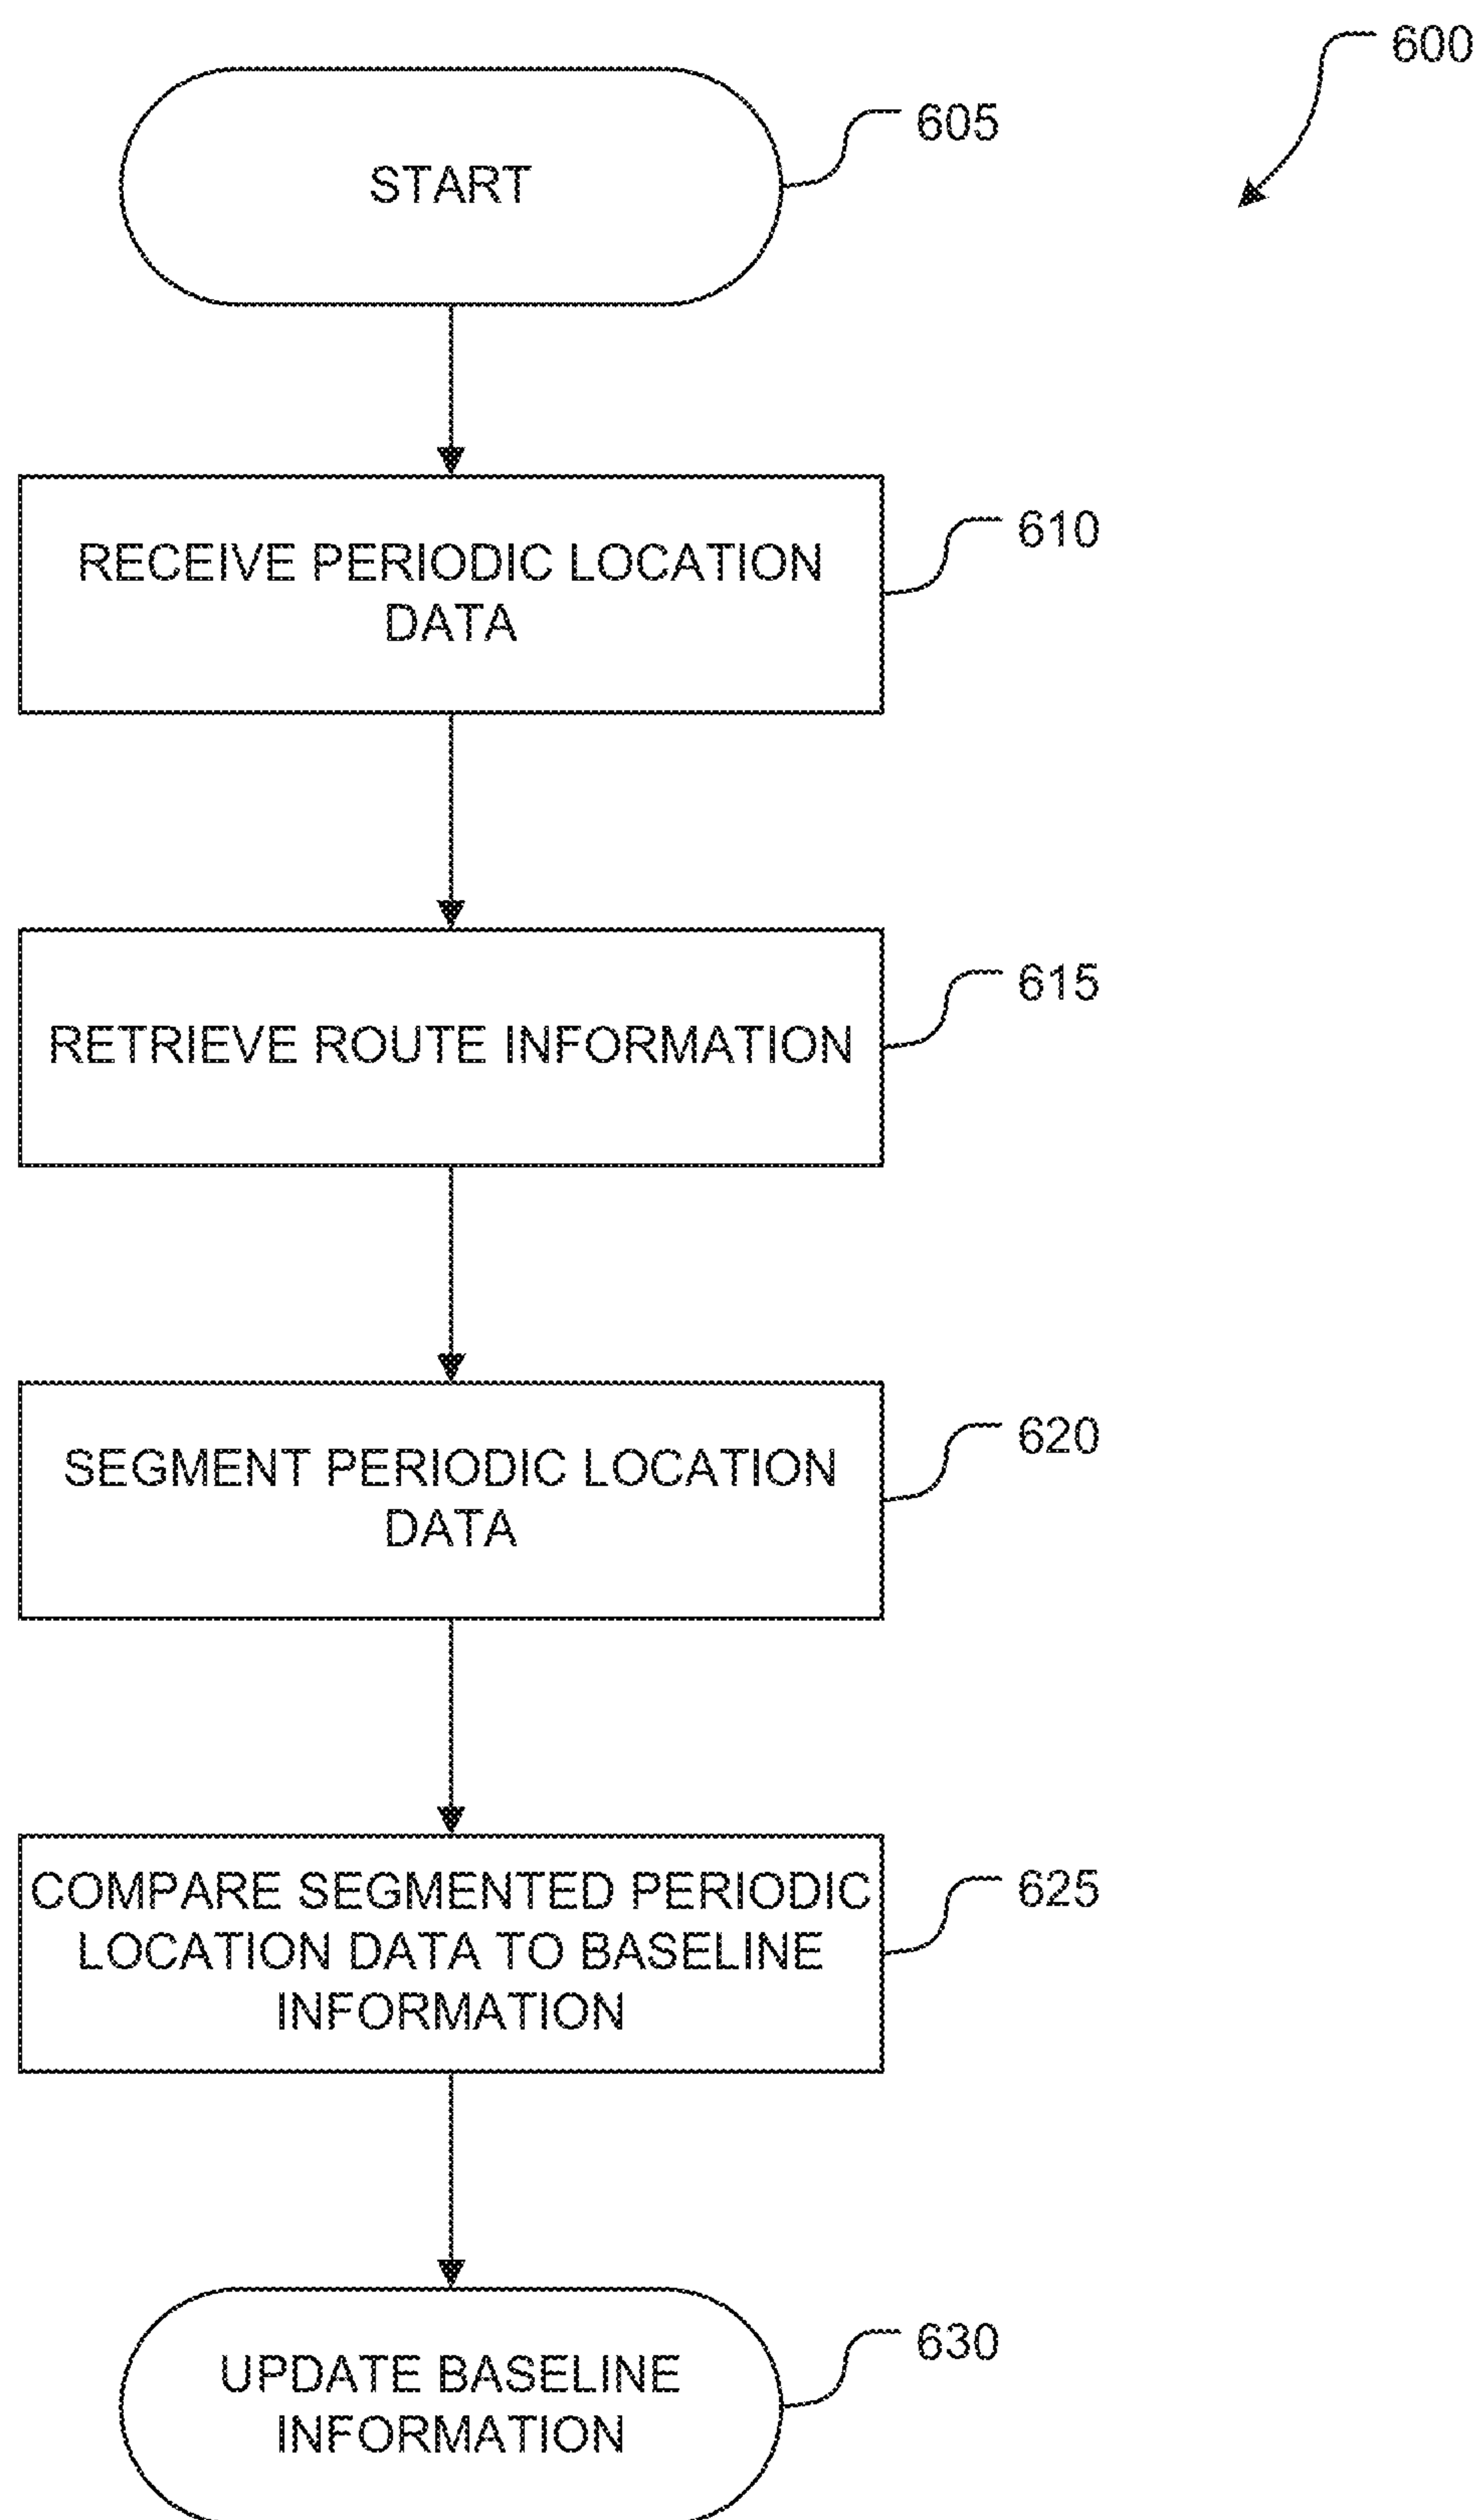 600
START
605
RECEIVE PERIODIC LOCATION
DATA
610
RETRIEVE ROUTE INFORMATION
615
SEGMENT PERIODIC LOCATION
DATA
620
COMPARE SEGMENTED PERIODIC
LOCATION DATA TO BASELINE
INFORMATION
625
UPDATE BASELINE
INFORMATION
630